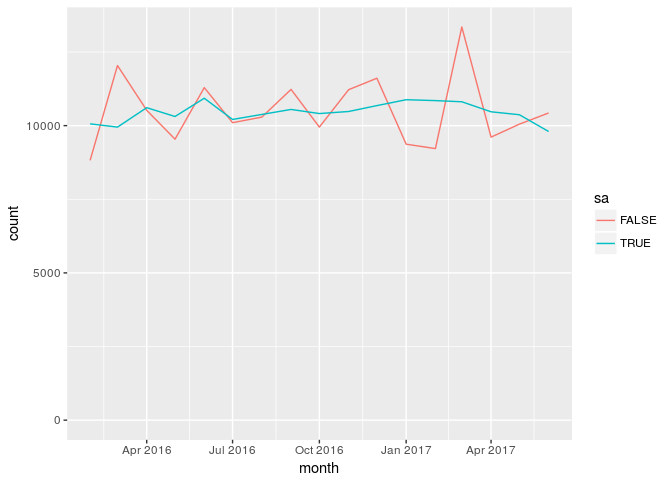 10000
5000
0
count
Apr 2016
Jul 2016
Oct 2016
Jan 2017
Apr 2017
month
sa
FALSE
TRUE